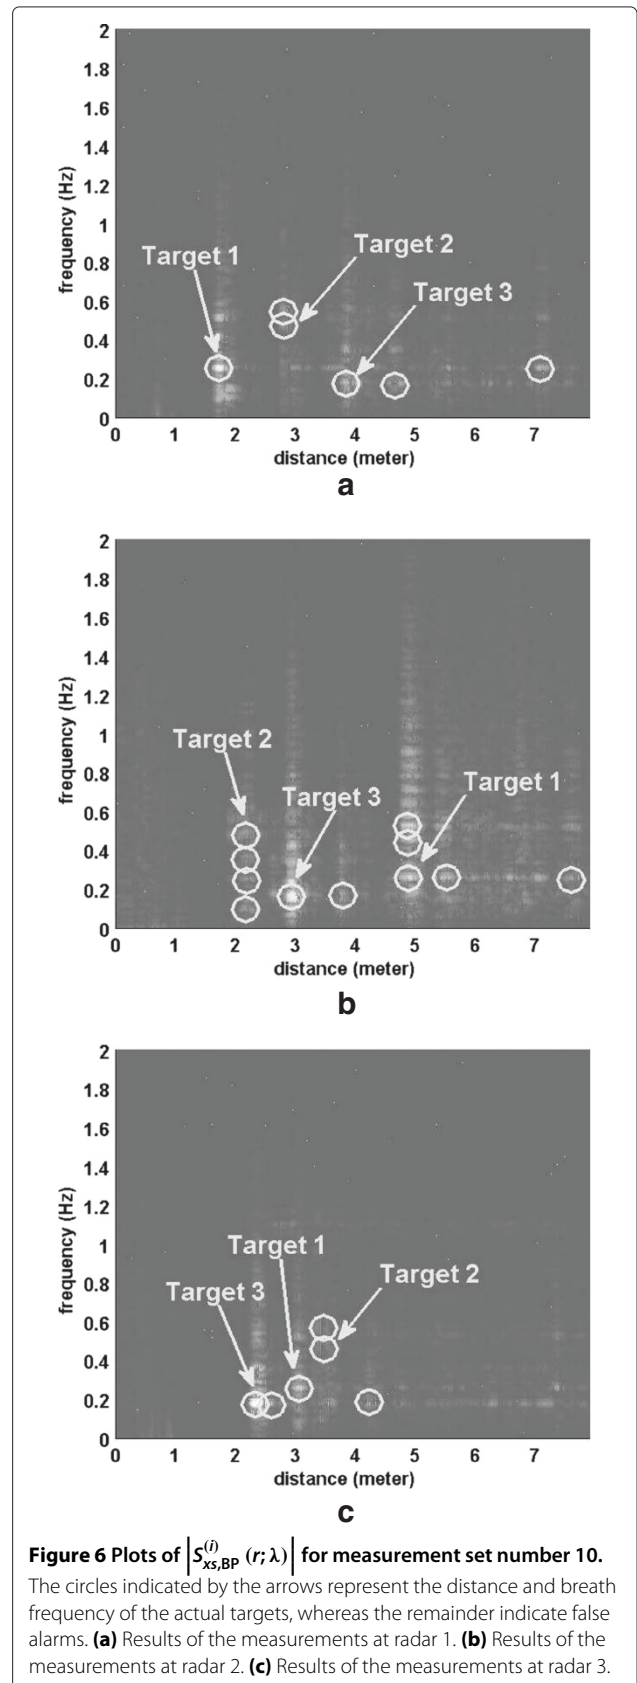 2
1.8
1.6
1.4
1.2
1
0.8
0.6
0.4
0.2
0
frequency (Hz)
Target 1
Target 2
Target 3
0 1 2 3 4 5 6 7
distance (meter)
a
2
1.8
1.6
1.4
1.2
1
0.8
0.6
0.4
0.2
0
frequency (Hz)
Target 2
Target 3
Target 1
0 1 2 3 4 5 6 7
distance (meter)
b
2
1.8
1.6
1.4
1.2
1
0.8
0.6
0.4
0.2
0
frequency (Hz)
Target 1
Target 2
Target 3
0 1 2 3 4 5 6 7
distance (meter)
c
Figure 6 Plots of |S_{xs,BP}^{(i)} (r; λ)| for measurement set number 10.
The circles indicated by the arrows represent the distance and breath
frequency of the actual targets, whereas the remainder indicate false
alarms. (a) Results of the measurements at radar 1. (b) Results of the
measurements at radar 2. (c) Results of the measurements at radar 3.